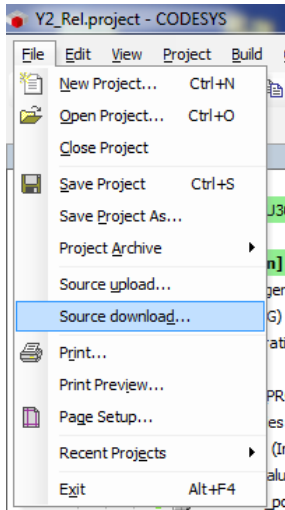 Y2_Rel.project - CODESYS
File Edit View Project Build
New Project... Ctrl+N
Open Project... Ctrl+O
Close Project
Save Project Ctrl+S
Save Project As...
Project Archive
Source upload...
Source download...
Print...
Print Preview...
Page Setup...
Recent Projects
Exit Alt+F4